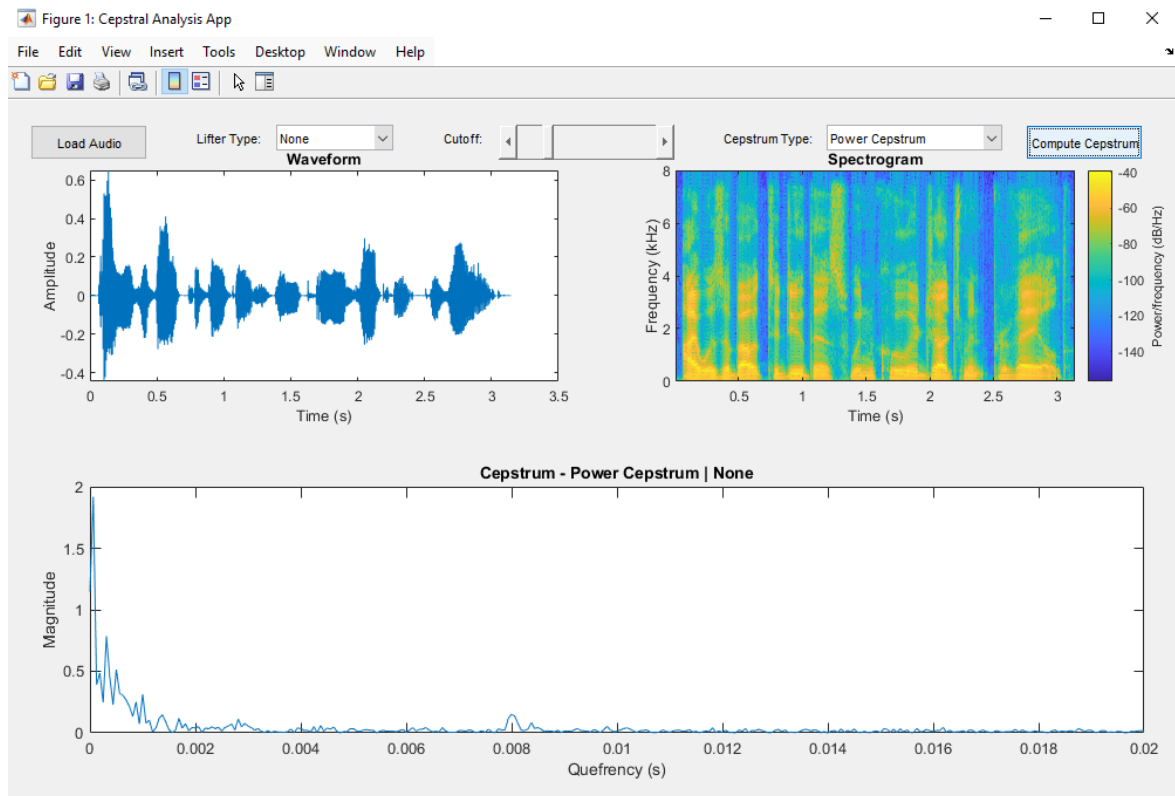 Figure 1: Cepstral Analysis App
File Edit View Insert Tools Desktop Window Help
Load Audio
Lifter Type:
None
Cutoff:
Cepstrum Type:
Power Cepstrum
Compute Cepstrum
Waveform
0.6
0.4
0.2
0
-0.2
-0.4
Amplitude
0 0.5 1 1.5 2 2.5 3 3.5
Time (s)
Spectrogram
8
6
4
2
0
Frequency (kHz)
0.5 1 1.5 2 2.5 3
Time (s)
-40
-60
-80
-100
-120
-140
Power/frequency (dB/Hz)
Cepstrum - Power Cepstrum | None
2
1.5
1
0.5
0
Magnitude
0 0.002 0.004 0.006 0.008 0.01 0.012 0.014 0.016 0.018 0.02
Quefrency (s)